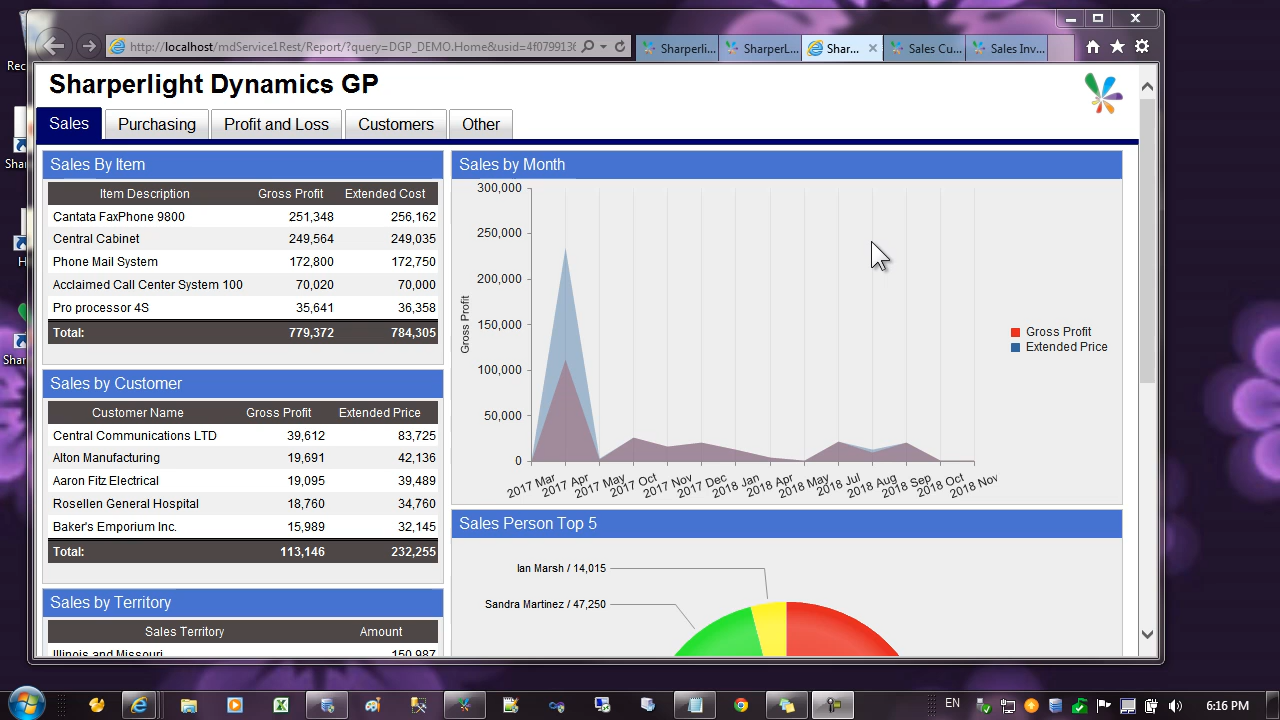 http://localhost/mdService1Rest/Report/?query=DGP_DEMO.Home&usid=4f079913
Sharperli...
SharperL...
Shar...
Sales Cu...
Sales Inv...
Sharperlight Dynamics GP
Sales
Purchasing
Profit and Loss
Customers
Other
Sales By Item
Item Description Gross Profit Extended Cost
Cantata FaxPhone 9800 251,348 256,162
Central Cabinet 249,564 249,035
Phone Mail System 172,800 172,750
Acclaimed Call Center System 100 70,020 70,000
Pro processor 4S 35,641 36,358
Total: 779,372 784,305
Sales by Customer
Customer Name Gross Profit Extended Price
Central Communications LTD 39,612 83,725
Alton Manufacturing 19,691 42,136
Aaron Fitz Electrical 19,095 39,489
Rosellen General Hospital 18,760 34,760
Baker's Emporium Inc. 15,989 32,145
Total: 113,146 232,255
Sales by Territory
Sales Territory Amount
Illinois and Missouri 150,987
Sales by Month
300,000
250,000
200,000
150,000
100,000
50,000
0
Gross Profit
2017 Mar
2017 Apr
2017 May
2017 Oct
2017 Nov
2017 Dec
2018 Jan
2018 Apr
2018 May
2018 Jul
2018 Aug
2018 Sep
2018 Oct
2018 Nov
Gross Profit
Extended Price
Sales Person Top 5
Ian Marsh / 14,015
Sandra Martinez / 47,250
Rec
Shar
H
Shar
EN
6:16 PM